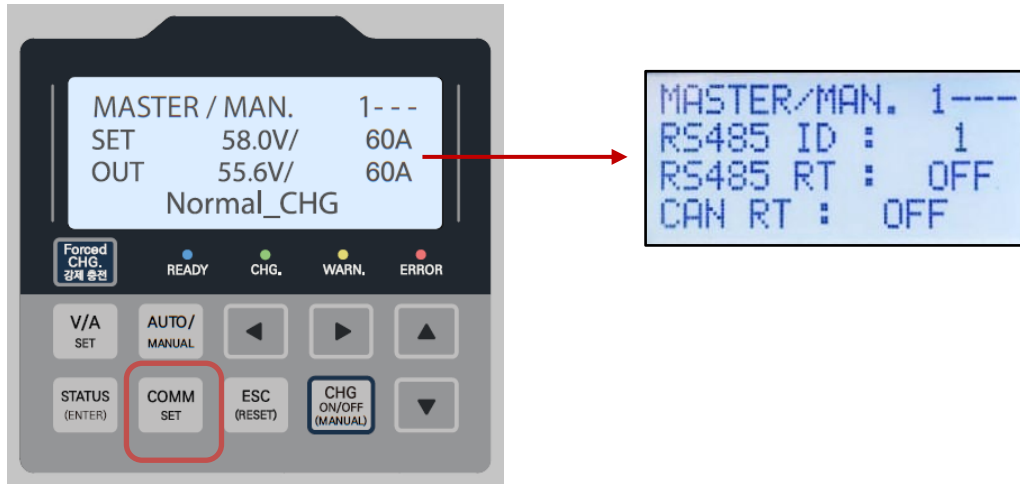 MASTER / MAN. 1- - -
SET 58.0V/ 60A
OUT 55.6V/ 60A
Normal_CHG
MASTER/MAN. 1---
RS485 ID : 1
RS485 RT : OFF
CAN RT : OFF
Forced
CHG.
강제 충전
READY CHG. WARN. ERROR
V/A
SET
AUTO/
MANUAL
STATUS
(ENTER)
COMM
SET
ESC
(RESET)
CHG
ON/OFF
(MANUAL)